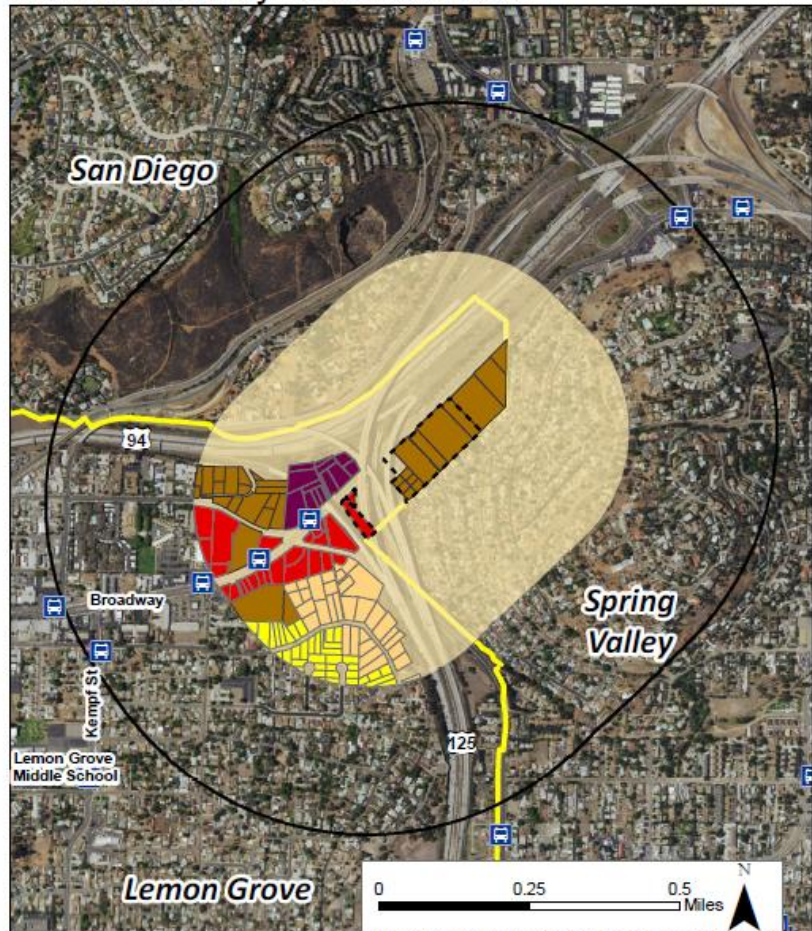 San Diego
94
Broadway
Kempf St
Spring
Valley
125
Lemon Grove
Middle School
Lemon Grove
0
0.25
0.5
Miles
N